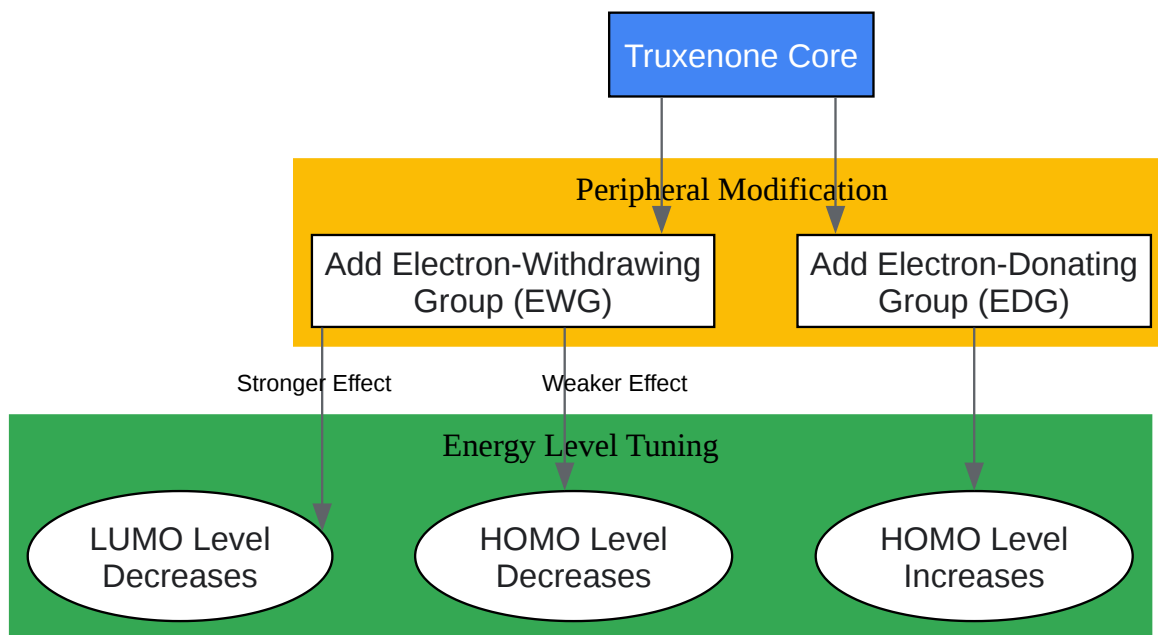 Truxenone Core
Peripheral Modification
Add Electron-Withdrawing
Group (EWG)
Add Electron-Donating
Group (EDG)
Stronger Effect
Weaker Effect
Energy Level Tuning
LUMO Level
Decreases
HOMO Level
Decreases
HOMO Level
Increases